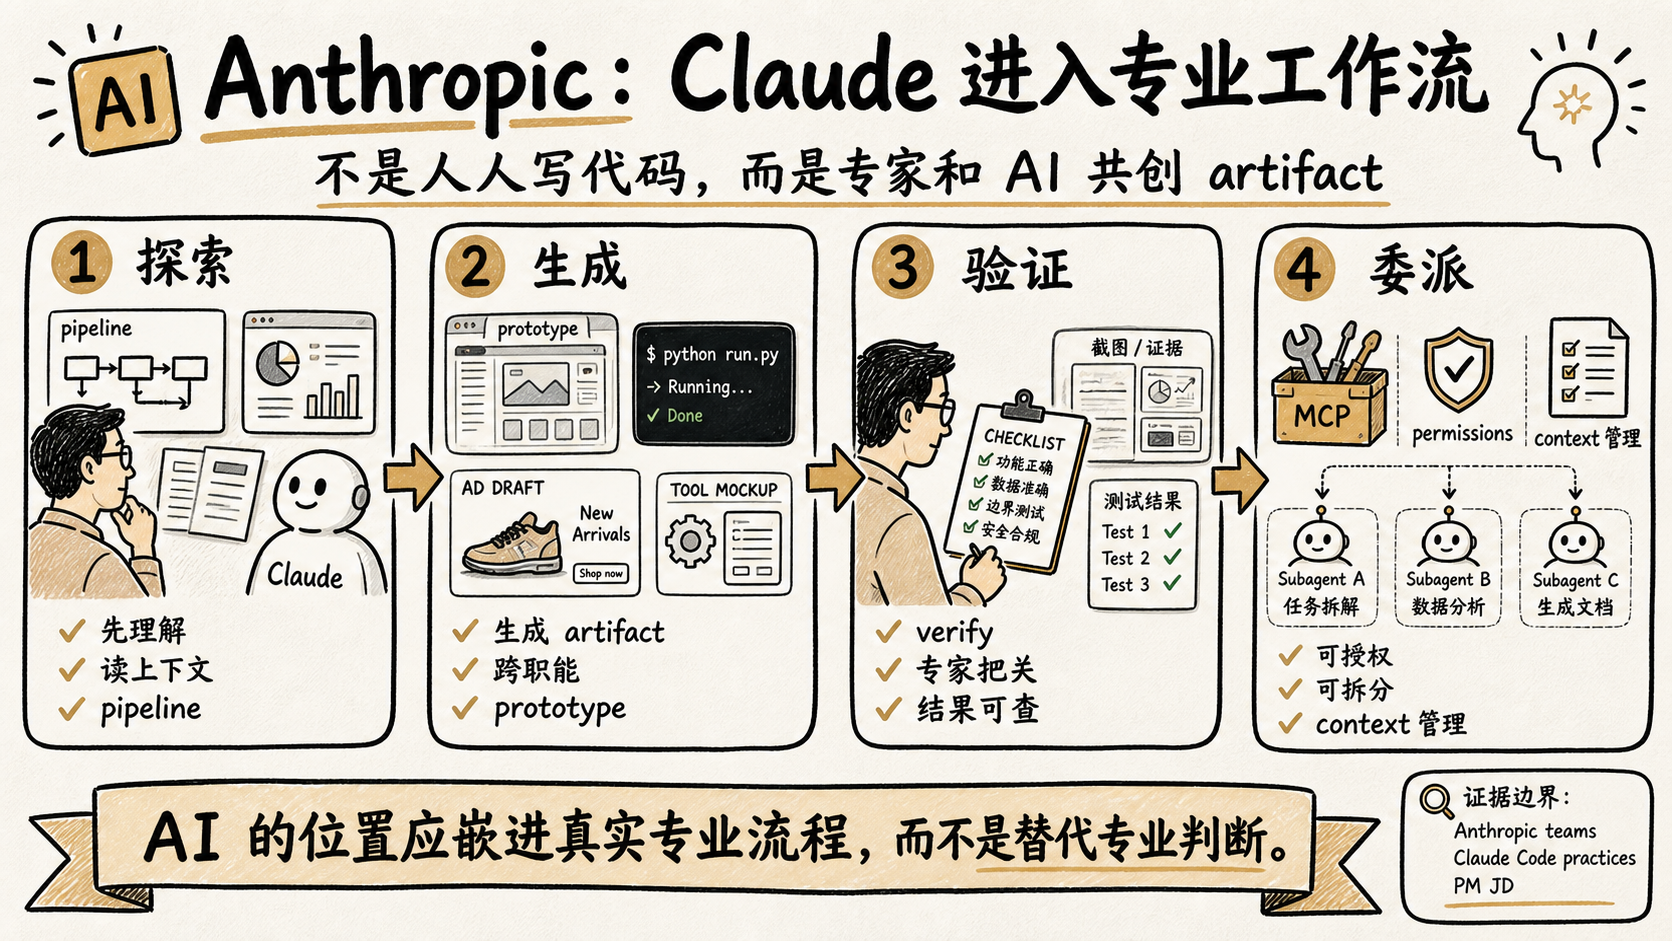 AI
Anthropic：Claude 进入专业工作流
不是人人写代码，而是专家和 AI 共创 artifact
1 探索
pipeline
Claude
✓ 先理解
✓ 读上下文
✓ pipeline
2 生成
prototype
$ python run.py
→ Running...
✓ Done
AD DRAFT
New
Arrivals
Shop now
TOOL MOCKUP
✓ 生成 artifact
✓ 跨职能
✓ prototype
3 验证
截图 / 证据
CHECKLIST
功能正确
数据准确
边界测试
安全合规
测试结果
Test 1 ✓
Test 2 ✓
Test 3 ✓
✓ verify
✓ 专家把关
✓ 结果可查
4 委派
MCP
permissions
context 管理
Subagent A
任务拆解
Subagent B
数据分析
Subagent C
生成文档
✓ 可授权
✓ 可拆分
✓ context 管理
AI 的位置应嵌进真实专业流程，而不是替代专业判断。
证据边界：
Anthropic teams
Claude Code practices
PM JD